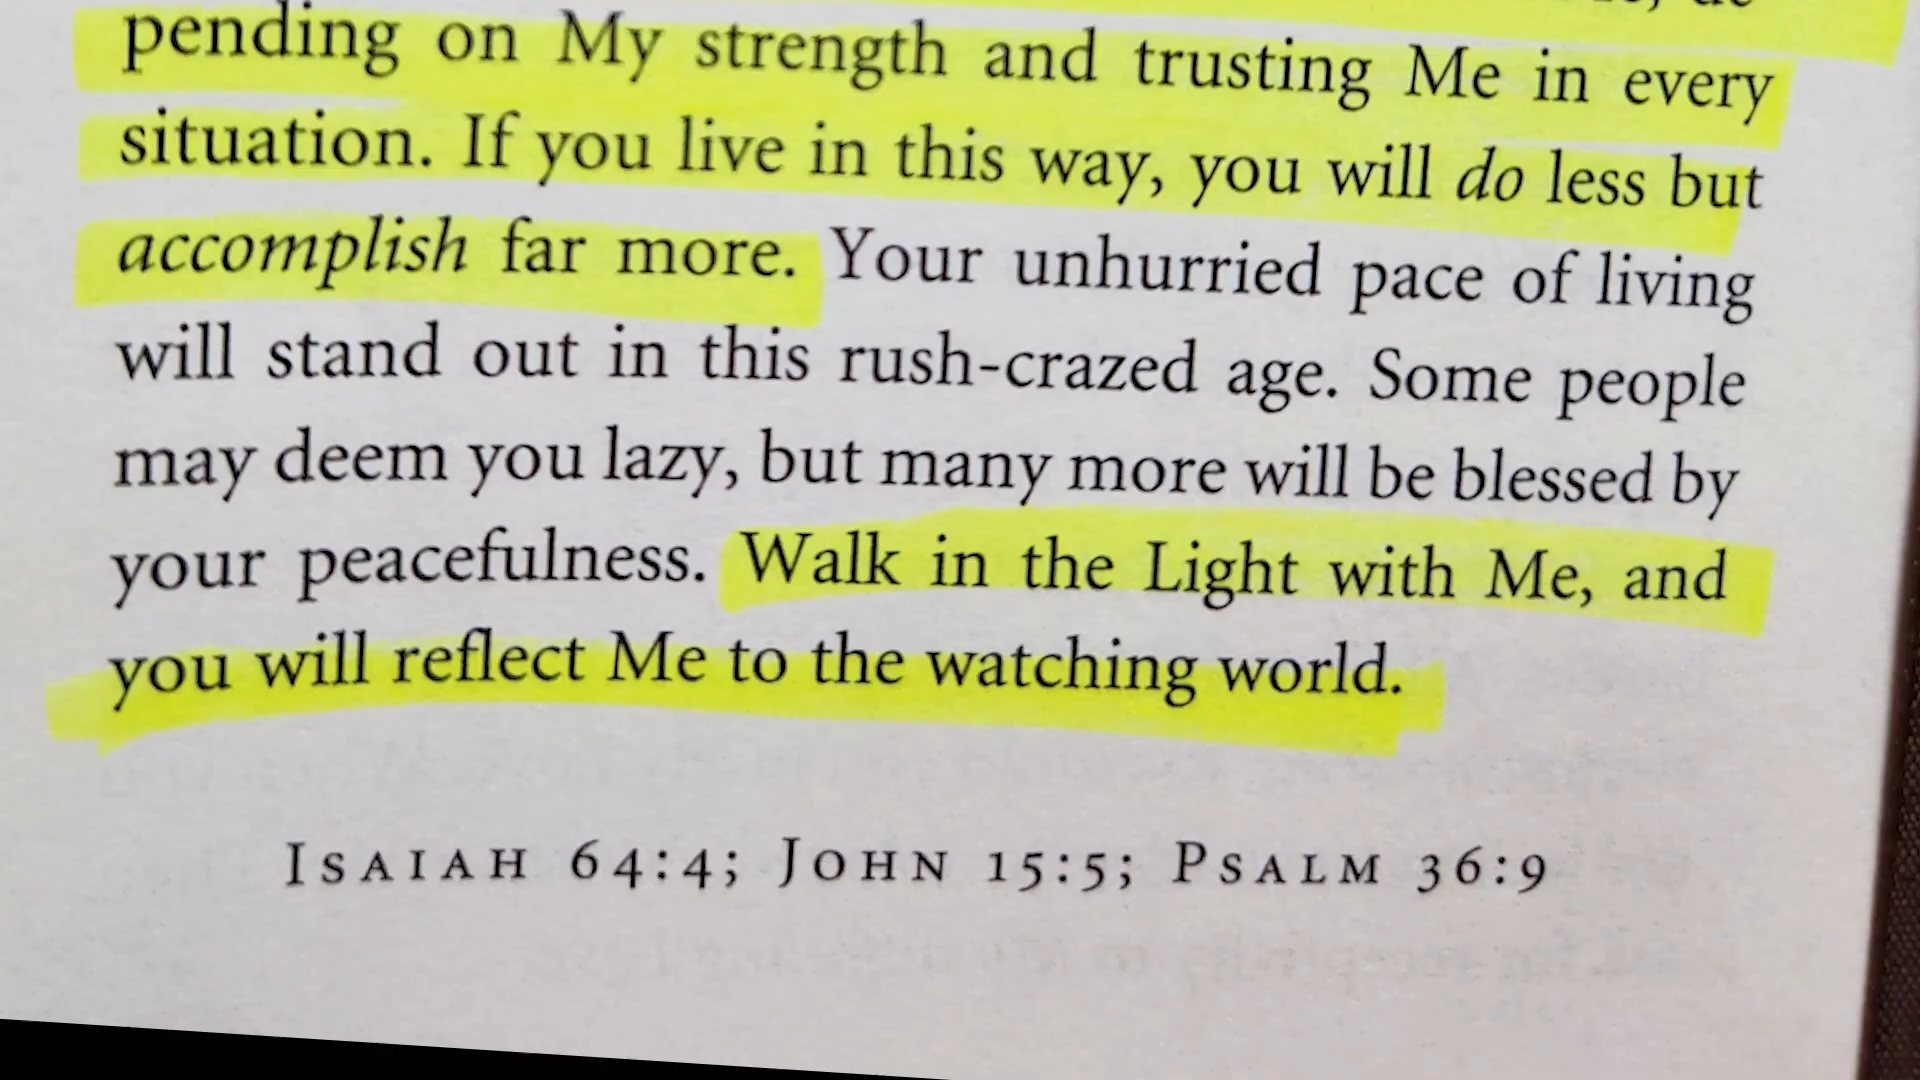 pending on My strength and trusting Me in every
situation. If you live in this way, you will do less but
accomplish far more. Your unhurried pace of living
will stand out in this rush-crazed age. Some people
may deem you lazy, but many more will be blessed by
your peacefulness. Walk in the Light with Me, and
you will reflect Me to the watching world.
ISAIAH 64:4; JOHN 15:5; PSALM 36:9